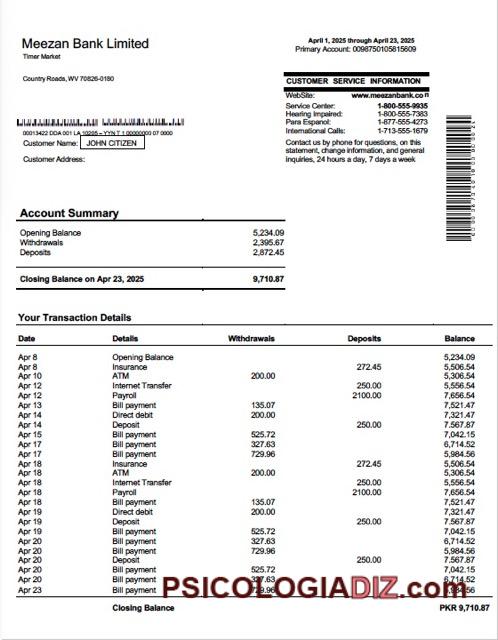 Meezan Bank Limited
Timer Market
Country Roads, WV 70826-0180
April 1, 2025 through April 23, 2025
Primary Account: 0098750105815609
CUSTOMER SERVICE INFORMATION
WebSite: www.meezanbank.com
Service Center: 1-800-555-9935
Hearing Impaired: 1-800-555-7383
Para Espanol: 1-877-555-4273
International Calls: 1-713-555-1679
Contact us by phone for questions, on this
statement, change information, and general
inquiries, 24 hours a day, 7 days a week
00013422 DDA 001 LA 10205 – YYN T 1 00000000 07 0000
Customer Name: JOHN CITIZEN
Customer Address:
Account Summary
Opening Balance 5,234.09
Withdrawals 2,395.67
Deposits 2,872.45
Closing Balance on Apr 23, 2025 9,710.87
Your Transaction Details
Date Details Withdrawals Deposits Balance
Apr 8 Opening Balance 5,234.09
Apr 8 Insurance 272.45 5,506.54
Apr 10 ATM 200.00 5,306.54
Apr 12 Internet Transfer 250.00 5,556.54
Apr 12 Payroll 2100.00 7,656.54
Apr 13 Bill payment 135.07 7,521.47
Apr 14 Direct debit 200.00 7,321.47
Apr 14 Deposit 250.00 7.567.87
Apr 15 Bill payment 525.72 7,042.15
Apr 17 Bill payment 327.63 6,714.52
Apr 17 Bill payment 729.96 5,984.56
Apr 18 Insurance 272.45 5,506.54
Apr 18 ATM 200.00 5,306.54
Apr 18 Internet Transfer 250.00 5,556.54
Apr 18 Payroll 2100.00 7,656.54
Apr 18 Bill payment 135.07 7,521.47
Apr 19 Direct debit 200.00 7,321.47
Apr 19 Deposit 250.00 7.567.87
Apr 19 Bill payment 525.72 7,042.15
Apr 20 Bill payment 327.63 6,714.52
Apr 20 Bill payment 729.96 5,984.56
Apr 20 Deposit 250.00 7.567.87
Apr 20 Bill payment 525.72 7,042.15
Apr 20 Bill payment 327.63 6,714.52
Apr 23 Bill payment 729.96 5,984.56
PSICOLOGIADIZ.com
Closing Balance PKR 9,710.87